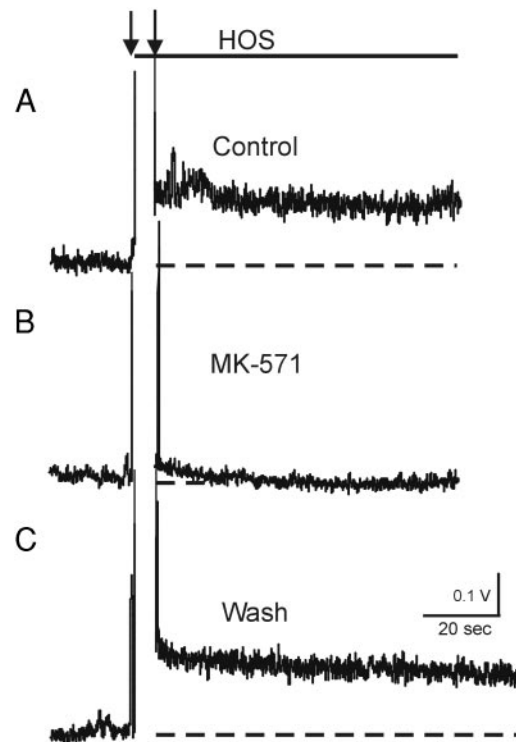 HOS
A
Control
B
MK-571
C
Wash
0.1 V
20 sec